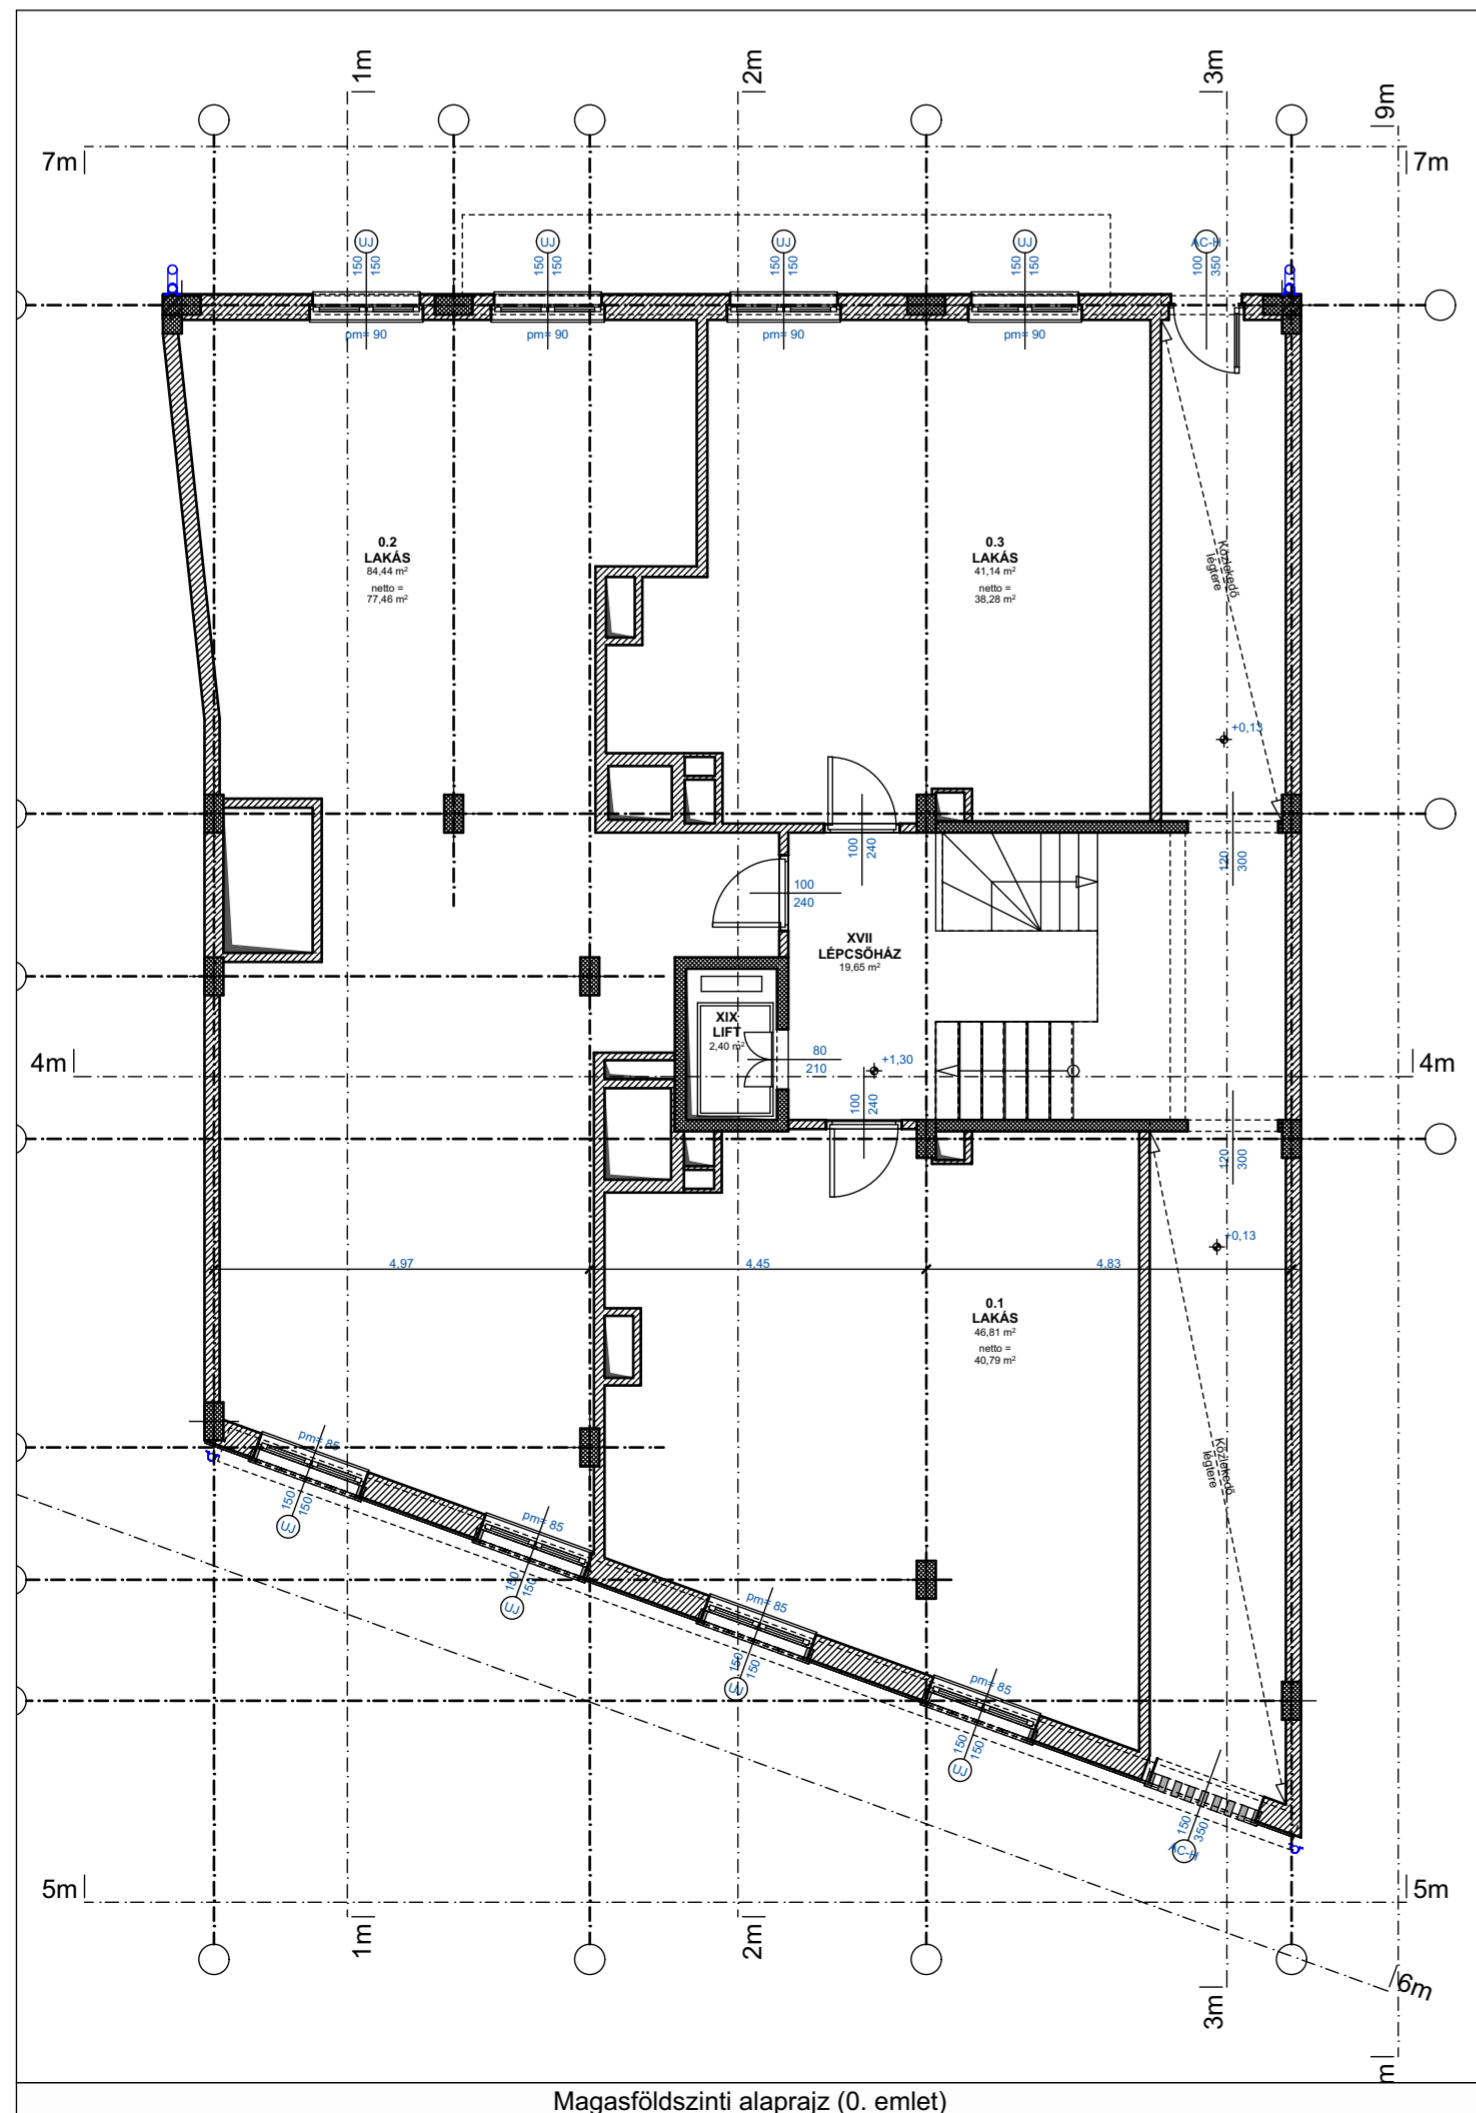 1m
2m
3m
9m
7m
7m
UJ
UJ
UJ
UJ
AC-H
150
150
150
150
150
150
150
150
100
350
pm= 90
pm= 90
pm= 90
pm= 90
0.2
LAKÁS
84,44 m²
netto =
77,46 m²
0.3
LAKÁS
41,14 m²
netto =
38,28 m²
Közlekedő
légtere
+0,13
100
240
120
300
100
240
XVII
LÉPCSŐHÁZ
19,65 m²
XIX
LIFT
2,40 m²
80
210
+1,30
4m
4m
100
240
120
300
+0,13
4,97
4,45
4,83
0.1
LAKÁS
46,81 m²
netto =
40,79 m²
Közlekedő
légtere
pm= 85
150
150
UJ
pm= 85
150
150
UJ
pm= 85
150
150
UJ
pm= 85
150
150
UJ
150
350
AC-H
5m
5m
1m
2m
3m
6m
m
Magasföldszinti alaprajz (0. emlet)